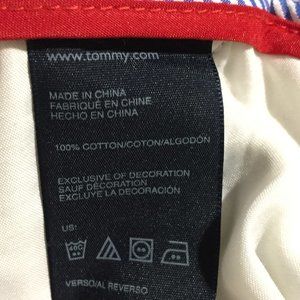 www.tommy.com
MADE IN CHINA
FABRIQUÉ EN CHINE
HECHO EN CHINA
100% COTTON/COTON/ALGODÓN
EXCLUSIVE OF DECORATION
SAUF DÉCORATION
EXCLUYE LA DECORACIÓN
US:
40C
VERSO/AL REVERSO